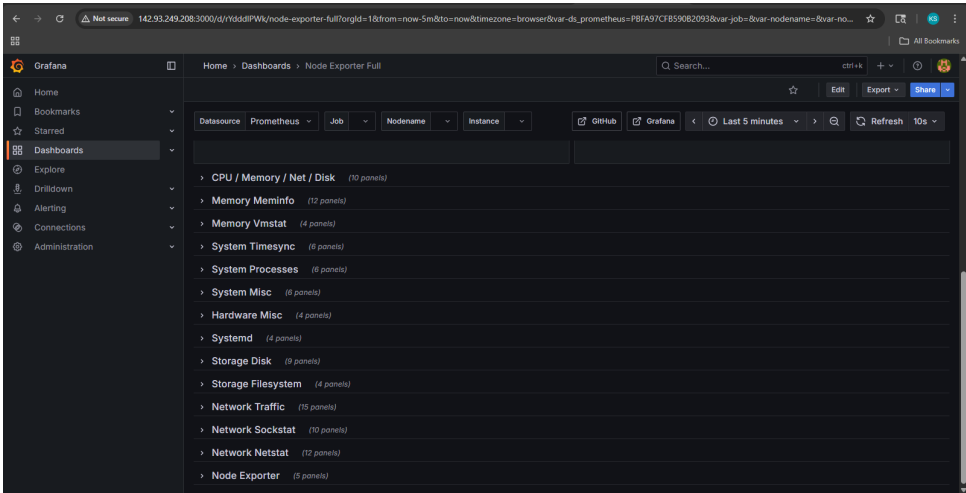 Not secure 142.93.249.208:3000/d/rYdddlPWk/node-exporter-full?orgId=1&from=now-5m&to=now&timezone=browser&var-ds_prometheus=PBFA97CFB590B2093&var-job=&var-nodename=&var-no...
KS
All Bookmarks
Grafana
Home > Dashboards > Node Exporter Full
Search...
ctrl+k
Home
Bookmarks
Starred
Dashboards
Explore
Drilldown
Alerting
Connections
Administration
Edit
Export
Share
Datasource Prometheus
Job
Nodename
Instance
GitHub
Grafana
Last 5 minutes
Refresh 10s
CPU / Memory / Net / Disk (10 panels)
Memory Meminfo (12 panels)
Memory Vmstat (4 panels)
System Timesync (6 panels)
System Processes (6 panels)
System Misc (6 panels)
Hardware Misc (4 panels)
Systemd (4 panels)
Storage Disk (9 panels)
Storage Filesystem (4 panels)
Network Traffic (15 panels)
Network Sockstat (10 panels)
Network Netstat (12 panels)
Node Exporter (5 panels)